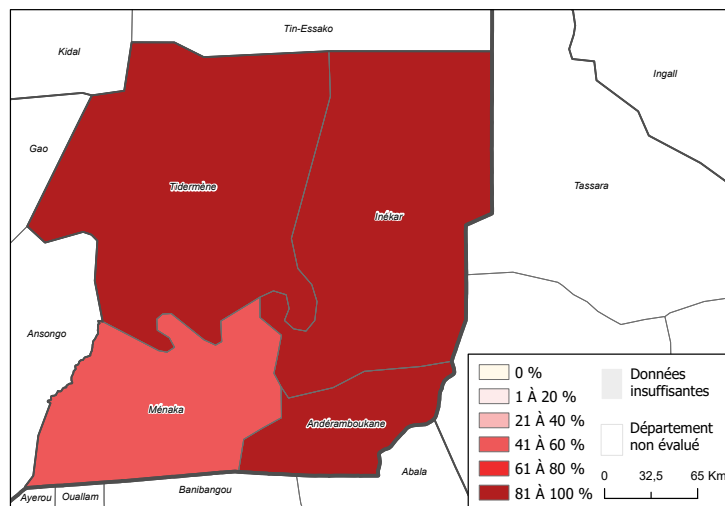 Tin-Essako
Kidal
Ingall
Gao
Tidermène
Tassara
Inékar
Ansongo
Ménaka
Andéramboukane
Abala
Banibangou
Ayerou
Ouallam
0 %
1 À 20 %
21 À 40 %
41 À 60 %
61 À 80 %
81 À 100 %
Données
insuffisantes
Département
non évalué
0 32,5 65 Km